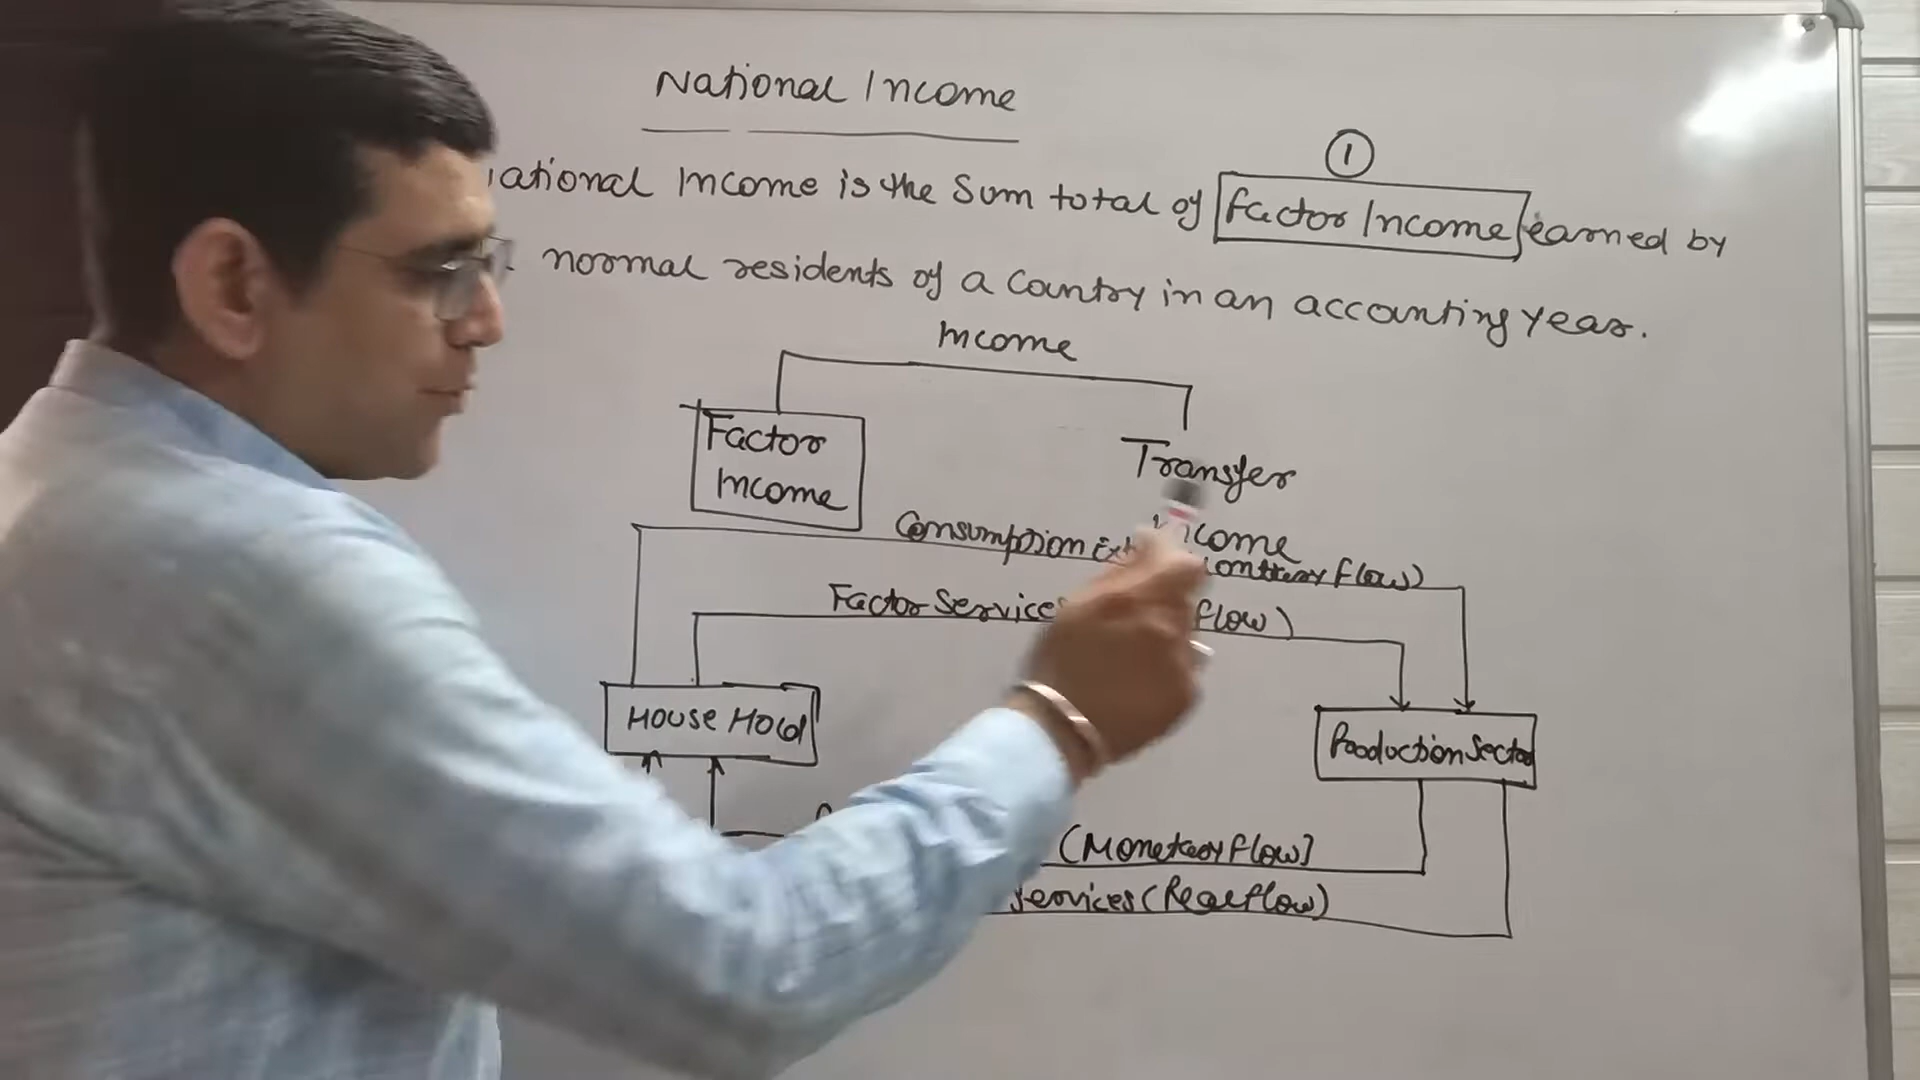 National Income
ational Income is the Sum total of Factor Income earned by
normal residents of a Country in an accounting year.
①
Income
Factor
Income
Transfer
Income
Consumption
flow)
Factor Services
flow)
House Hold
Production Sector
(Monetary flow)
Services (Real flow)